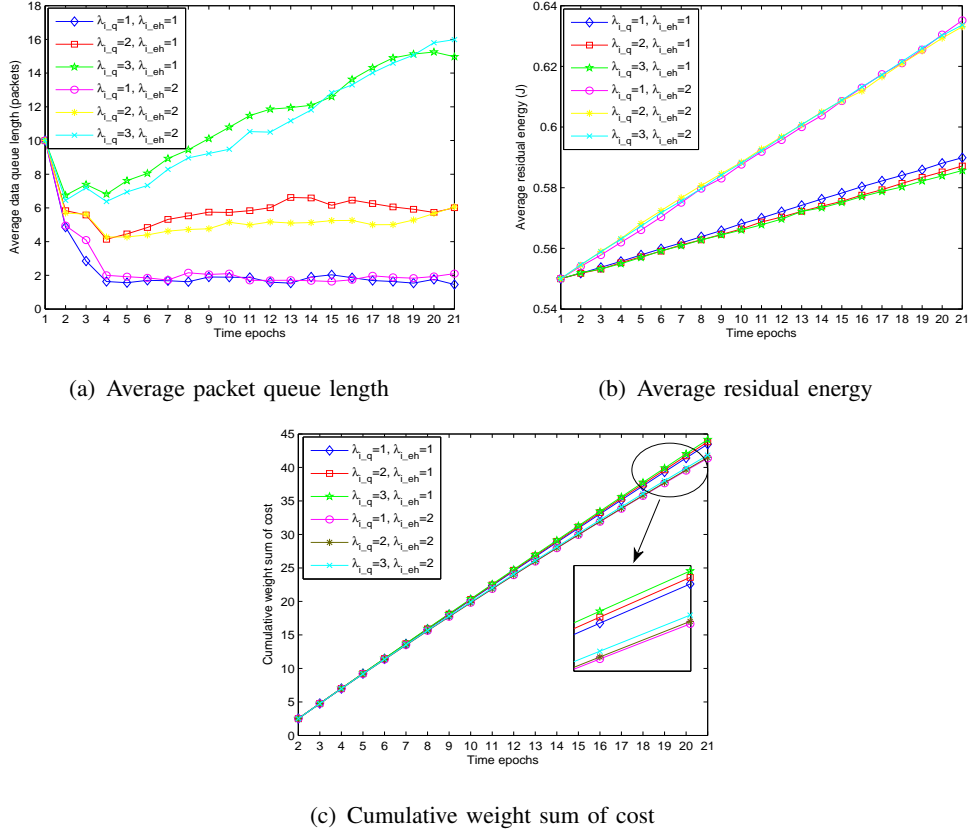 λi_q=1, λi_eh=1
λi_q=2, λi_eh=1
λi_q=3, λi_eh=1
λi_q=1, λi_eh=2
λi_q=2, λi_eh=2
λi_q=3, λi_eh=2
Average data queue length (packets)
18
16
14
12
10
8
6
4
2
0
1 2 3 4 5 6 7 8 9 10 11 12 13 14 15 16 17 18 19 20 21
Time epochs
(a) Average packet queue length
λi_q=1, λi_eh=1
λi_q=2, λi_eh=1
λi_q=3, λi_eh=1
λi_q=1, λi_eh=2
λi_q=2, λi_eh=2
λi_q=3, λi_eh=2
Average residual energy (J)
0.64
0.62
0.6
0.58
0.56
0.54
1 2 3 4 5 6 7 8 9 10 11 12 13 14 15 16 17 18 19 20 21
Time epochs
(b) Average residual energy
λi_q=1, λi_eh=1
λi_q=2, λi_eh=1
λi_q=3, λi_eh=1
λi_q=1, λi_eh=2
λi_q=2, λi_eh=2
λi_q=3, λi_eh=2
Cumulative weight sum of cost
45
40
35
30
25
20
15
10
5
0
2 3 4 5 6 7 8 9 10 11 12 13 14 15 16 17 18 19 20 21
Time epochs
(c) Cumulative weight sum of cost